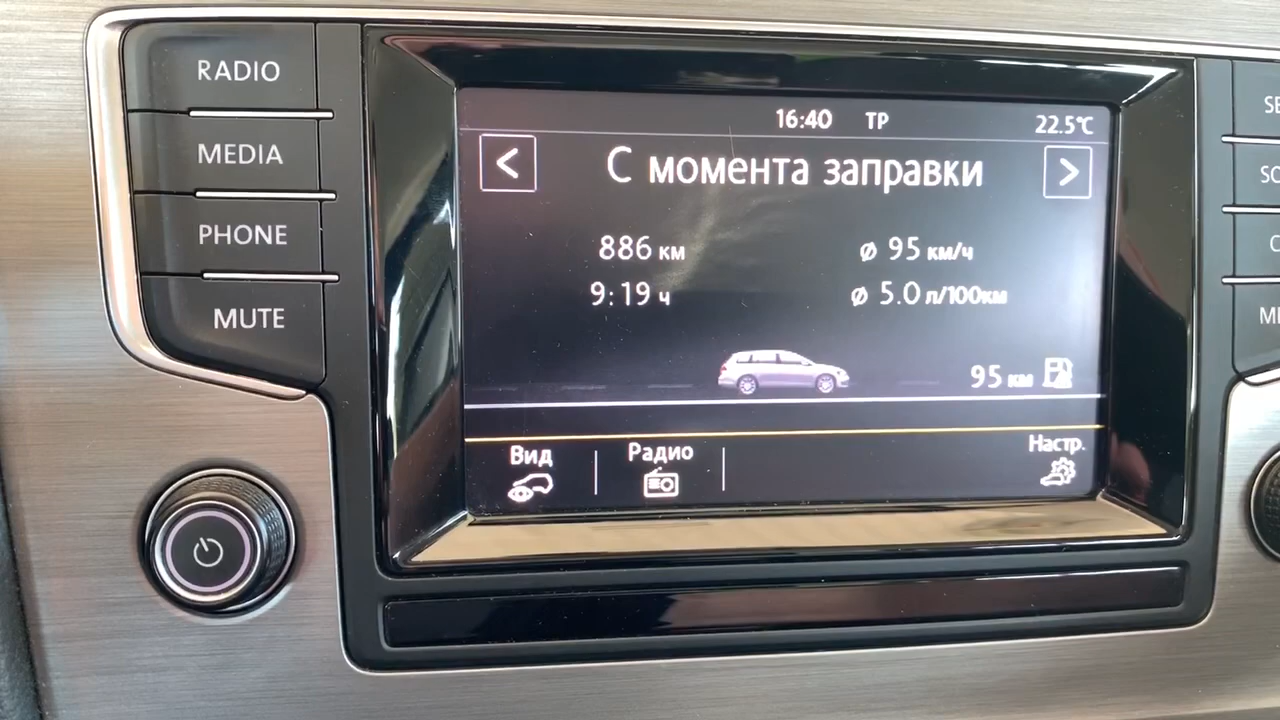 RADIO
MEDIA
PHONE
MUTE
16:40 TP 22.5℃
< С момента заправки >
886 км ø 95 км/ч
9:19 ч ø 5.0 л/100км
95 км
Вид Радио Настр.